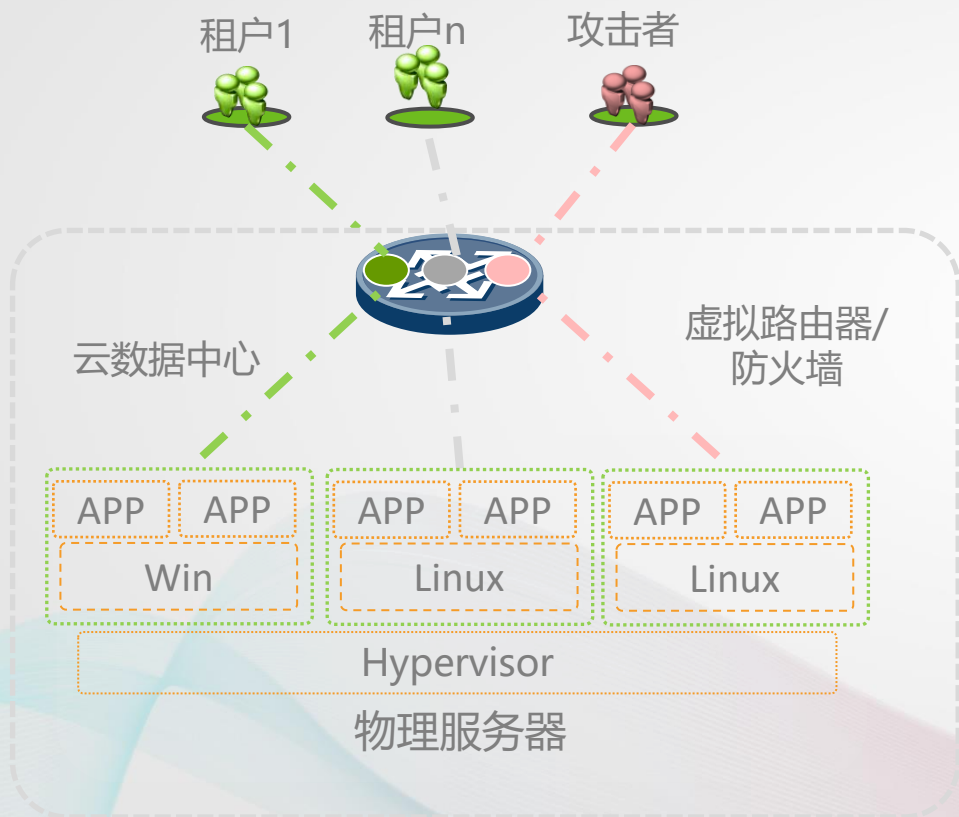 租户1
租户n
攻击者
虚拟路由器/
防火墙
云数据中心
APP APP
APP APP
APP APP
Win
Linux
Linux
Hypervisor
物理服务器